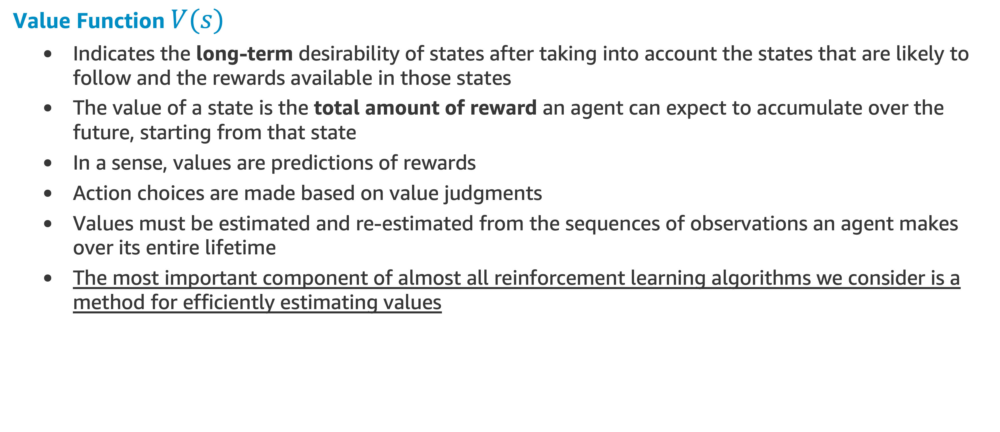 Value Function V(s)
• Indicates the long-term desirability of states after taking into account the states that are likely to
follow and the rewards available in those states
• The value of a state is the total amount of reward an agent can expect to accumulate over the
future, starting from that state
• In a sense, values are predictions of rewards
• Action choices are made based on value judgments
• Values must be estimated and re-estimated from the sequences of observations an agent makes
over its entire lifetime
• The most important component of almost all reinforcement learning algorithms we consider is a
method for efficiently estimating values